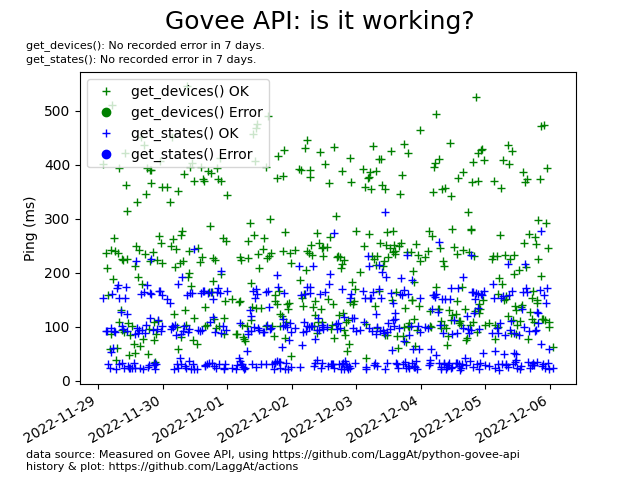 Govee API: is it working?
get_devices(): No recorded error in 7 days.
get_states(): No recorded error in 7 days.
get_devices() OK
get_devices() Error
get_states() OK
get_states() Error
Ping (ms)
500
400
300
200
100
0
2022-11-29
2022-11-30
2022-12-01
2022-12-02
2022-12-03
2022-12-04
2022-12-05
2022-12-06
data source: Measured on Govee API, using https://github.com/LaggAt/python-govee-api
history & plot: https://github.com/LaggAt/actions